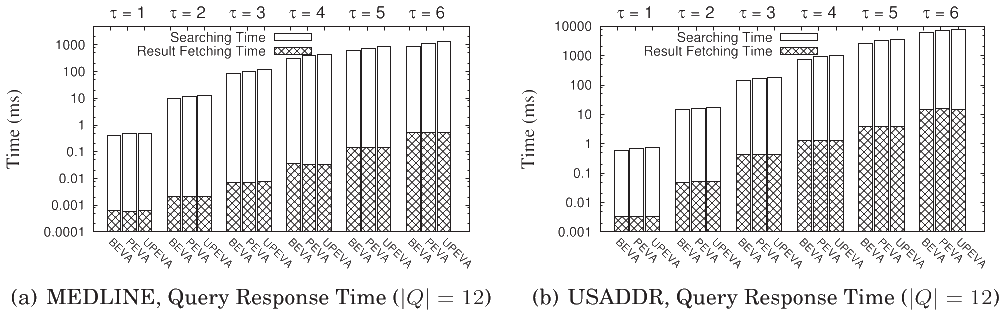 τ = 1 τ = 2 τ = 3 τ = 4 τ = 5 τ = 6
Searching Time
Result Fetching Time
1000
100
10
1
0.1
0.01
0.001
0.0001
Time (ms)
BEVA PEVA UPEVA BEVA PEVA UPEVA BEVA PEVA UPEVA BEVA PEVA UPEVA BEVA PEVA UPEVA BEVA PEVA UPEVA
(a) MEDLINE, Query Response Time (|Q| = 12)
τ = 1 τ = 2 τ = 3 τ = 4 τ = 5 τ = 6
Searching Time
Result Fetching Time
10000
1000
100
10
1
0.1
0.01
0.001
Time (ms)
BEVA PEVA UPEVA BEVA PEVA UPEVA BEVA PEVA UPEVA BEVA PEVA UPEVA BEVA PEVA UPEVA BEVA PEVA UPEVA
(b) USADDR, Query Response Time (|Q| = 12)